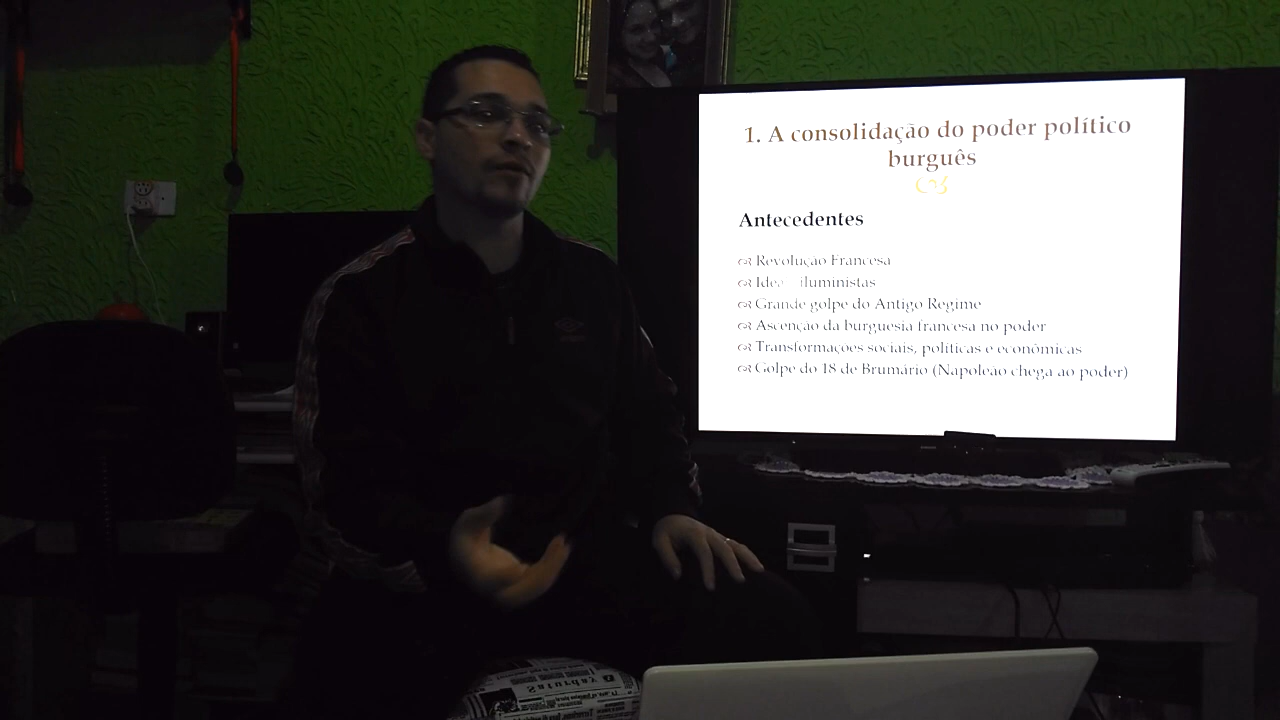 1. A consolidação do poder político
burguês
Antecedentes
Revolução Francesa
iluministas
Grande golpe do Antigo Regime
Ascenção da burguesia francesa no poder
Transformações sociais, políticas e econômicas
Golpe do 18 de Brumário (Napoleão chega ao poder)